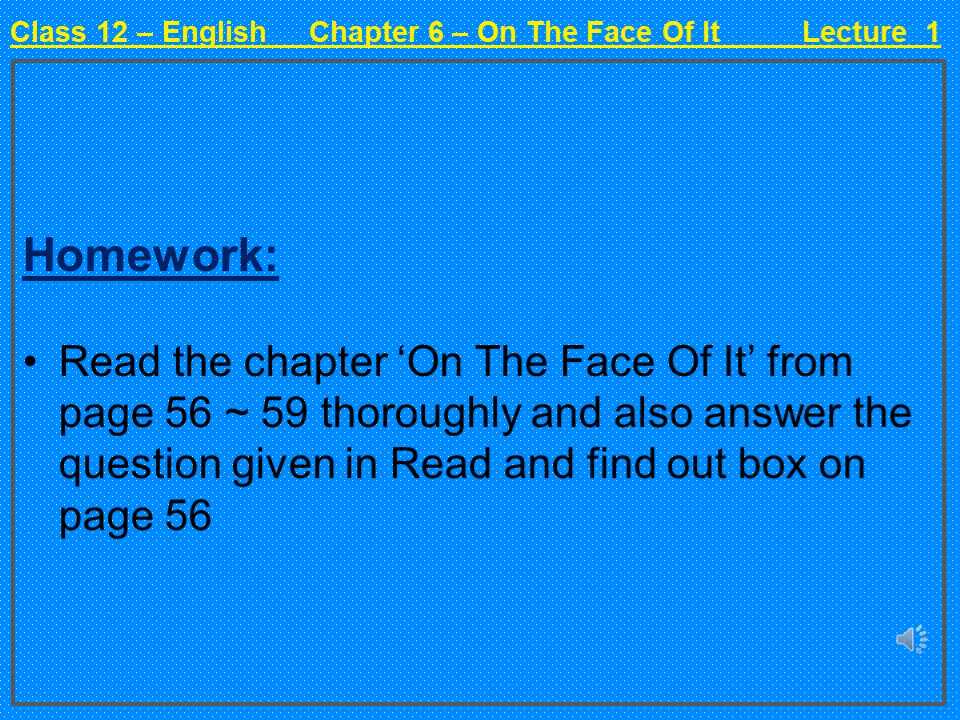 Class 12 – English Chapter 6 – On The Face Of It Lecture 1
Homework:
• Read the chapter ‘On The Face Of It’ from
page 56 ~ 59 thoroughly and also answer the
question given in Read and find out box on
page 56